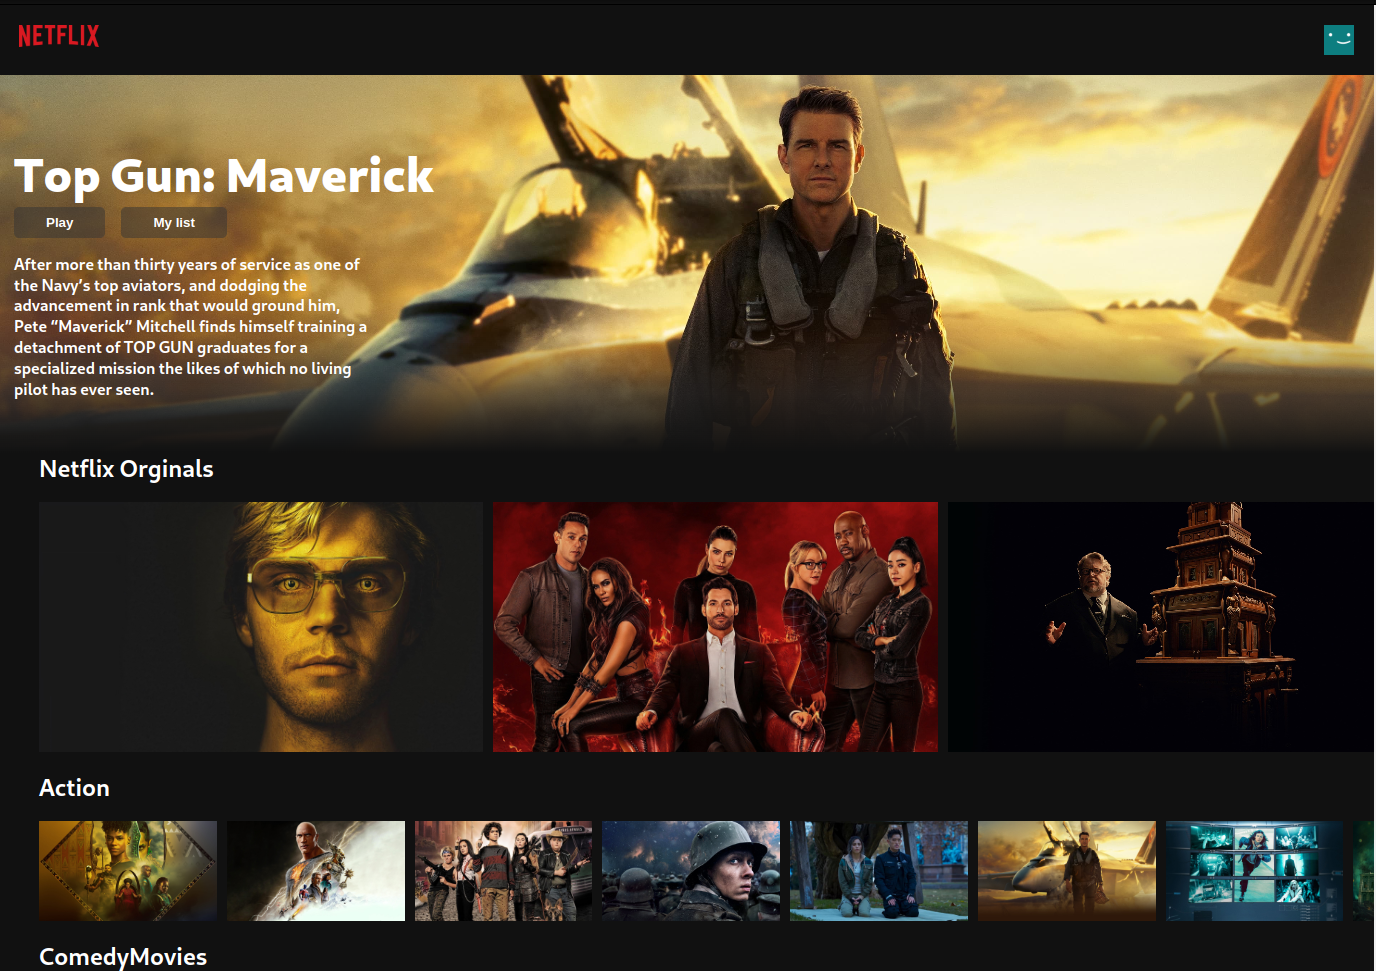 NETFLIX
Top Gun: Maverick
Play
My list
After more than thirty years of service as one of
the Navy’s top aviators, and dodging the
advancement in rank that would ground him,
Pete “Maverick” Mitchell finds himself training a
detachment of TOP GUN graduates for a
specialized mission the likes of which no living
pilot has ever seen.
Netflix Orginals
Action
ComedyMovies